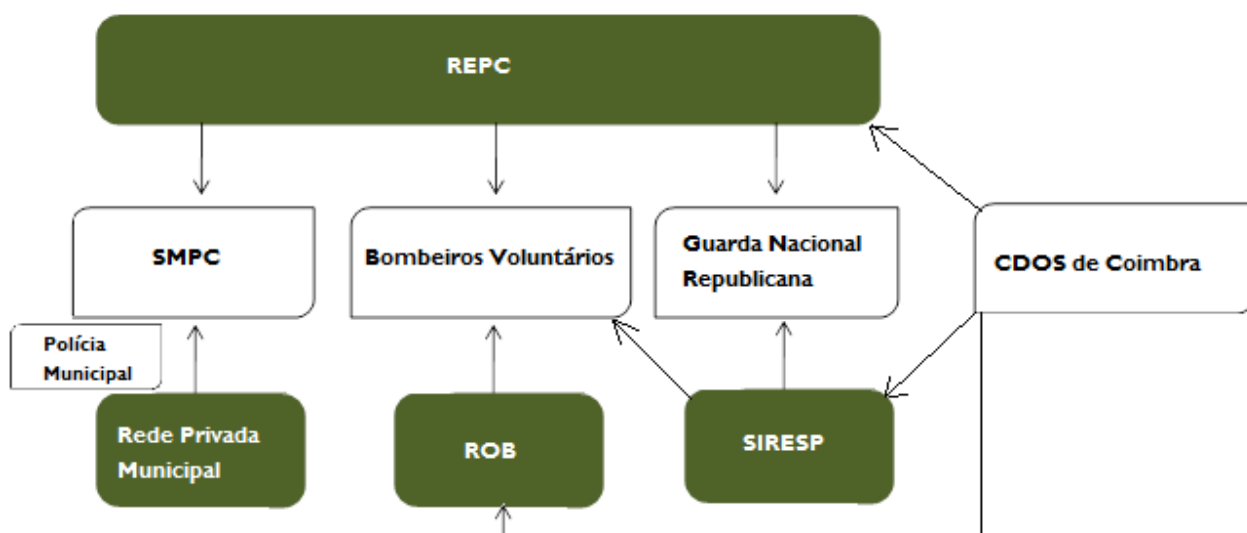 REPC
SMPC
Bombeiros Voluntários
Guarda Nacional
Republicana
CDOS de Coimbra
Polícia
Municipal
Rede Privada
Municipal
ROB
SIRESP